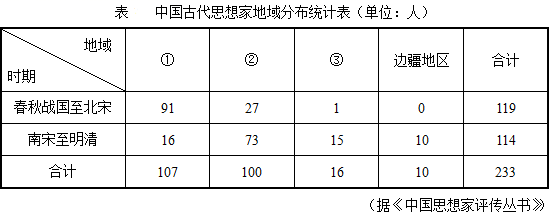 表 中国古代思想家地域分布统计表（单位：人）
地域
时期 ① ② ③ 边疆地区 合计
春秋战国至北宋 91 27 1 0 119
南宋至明清 16 73 15 10 114
合计 107 100 16 10 233
（据《中国思想家评传丛书》）